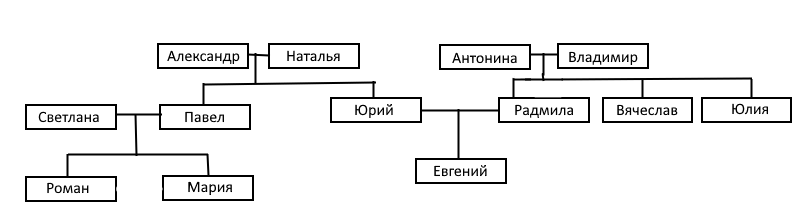 Александр Наталья Антонина Владимир
Светлана Павел Юрий Радмила Вячеслав Юлия
Евгений
Роман Мария